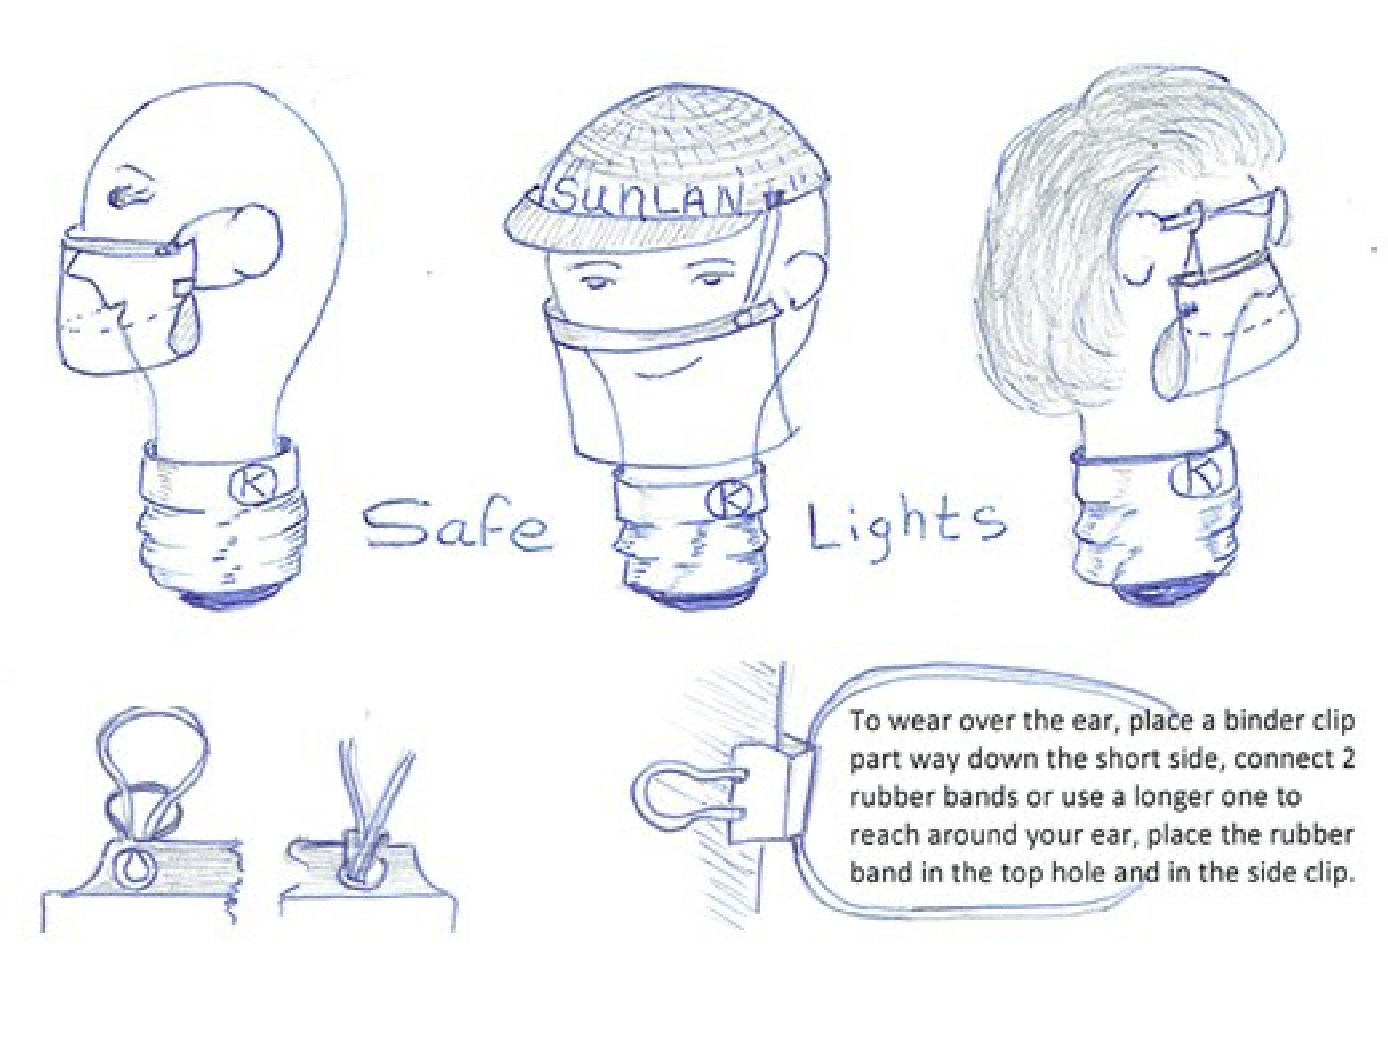 SunLAN
K
K
K
Safe Lights
To wear over the ear, place a binder clip
part way down the short side, connect 2
rubber bands or use a longer one to
reach around your ear, place the rubber
band in the top hole and in the side clip.